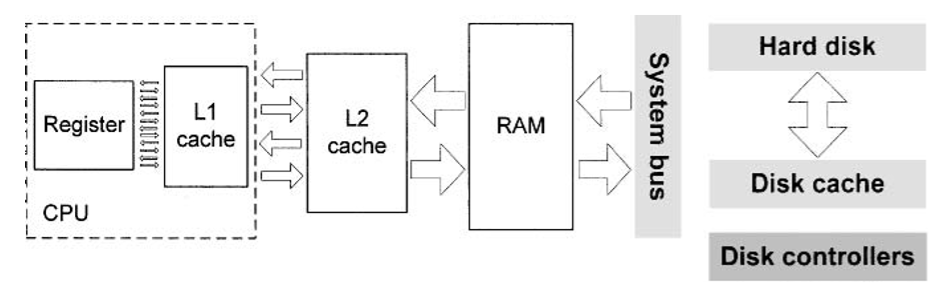 Register
L1
cache
CPU
L2
cache
RAM
System bus
Hard disk
Disk cache
Disk controllers